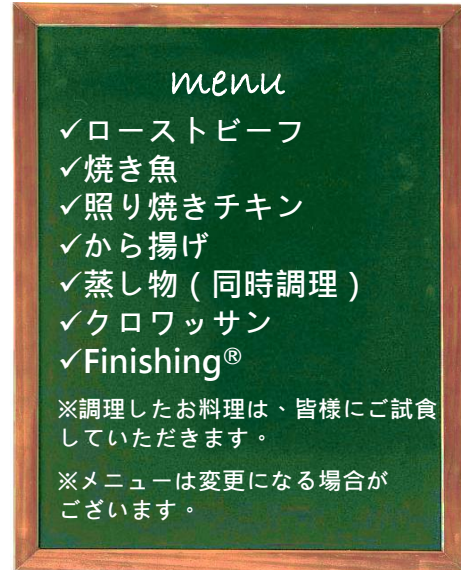 menu
✓ローストビーフ
✓焼き魚
✓照り焼きチキン
✓から揚げ
✓蒸し物(同時調理)
✓クロワッサン
✓Finishing®
※調理したお料理は、皆様にご試食
していただきます。
※メニューは変更になる場合が
ございます。